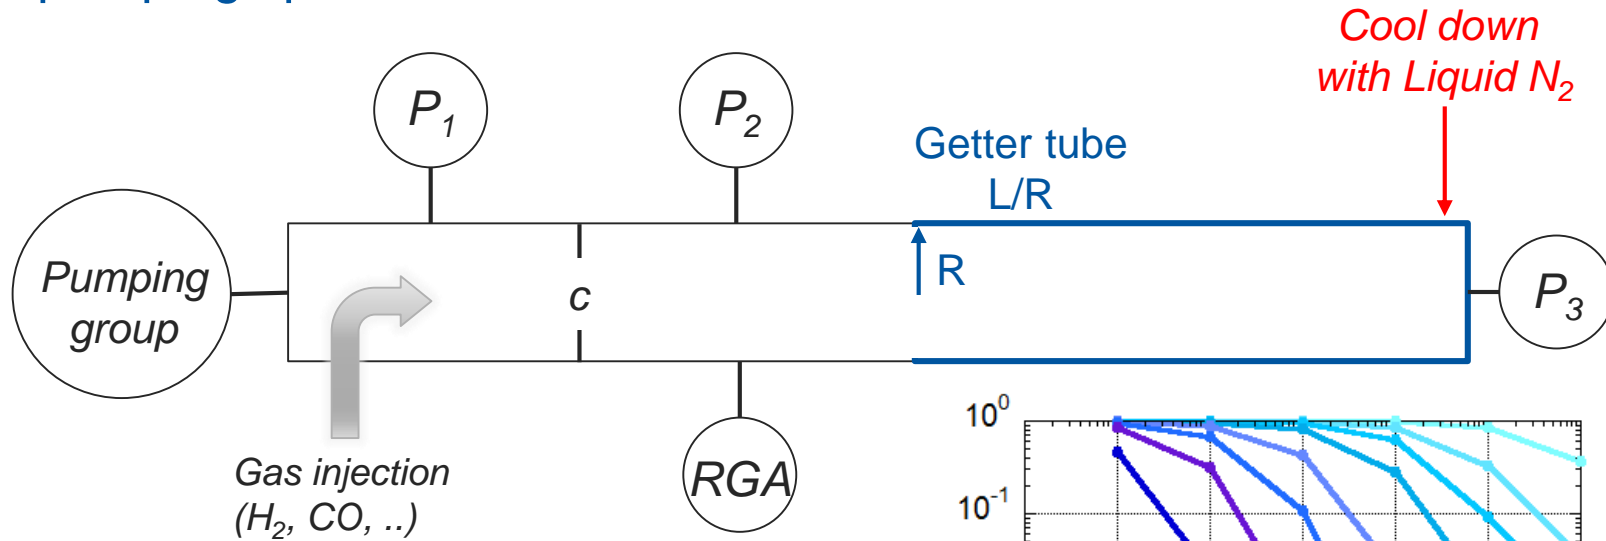 Cool down
with Liquid N2
P1
P2
Getter tube
L/R
R
Pumping
group
c
P3
Gas injection
(H2, CO, ..)
RGA
10^0
10^-1